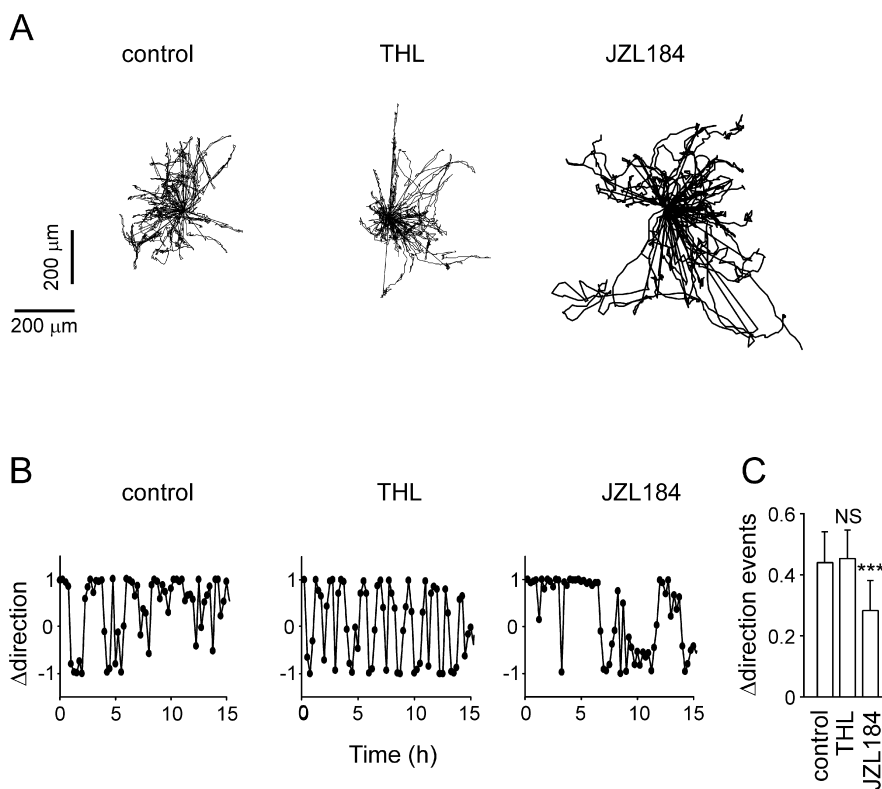 A
control THL JZL184
200 µm
200 µm
B
control THL JZL184
C
Δdirection
1
0
-1
0 5 10 15
1
0
-1
0 5 10 15
1
0
-1
0 5 10 15
Time (h)
Δdirection events
0.6
0.4
0.2
0
NS
***
control
THL
JZL184